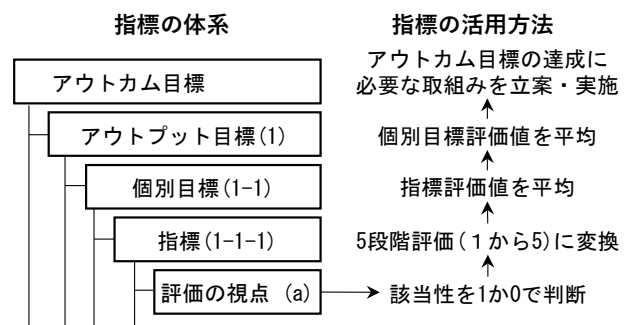 指標の体系
指標の活用方法
アウトカム目標
アウトカム目標の達成に
必要な取組みを立案・実施
アウトプット目標(1)
個別目標評価値を平均
個別目標(1-1)
指標評価値を平均
指標(1-1-1)
5段階評価(１から5)に変換
評価の視点 (a)
該当性を1か0で判断